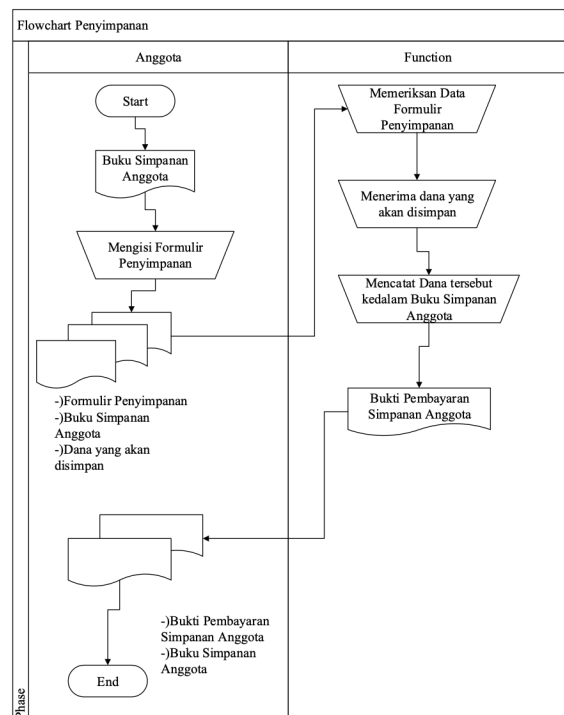 Flowchart Penyimpanan
Anggota
Function
Start
Buku Simpanan
Anggota
Mengisi Formulir
Penyimpanan
-)Formulir Penyimpanan
-)Buku Simpanan
Anggota
-)Dana yang akan
disimpan
Memeriksan Data
Formulir
Penyimpanan
Menerima dana yang
akan disimpan
Mencatat Dana tersebut
kedalam Buku Simpanan
Anggota
Bukti Pembayaran
Simpanan Anggota
-)Bukti Pembayaran
Simpanan Anggota
-)Buku Simpanan
Anggota
End
Phase